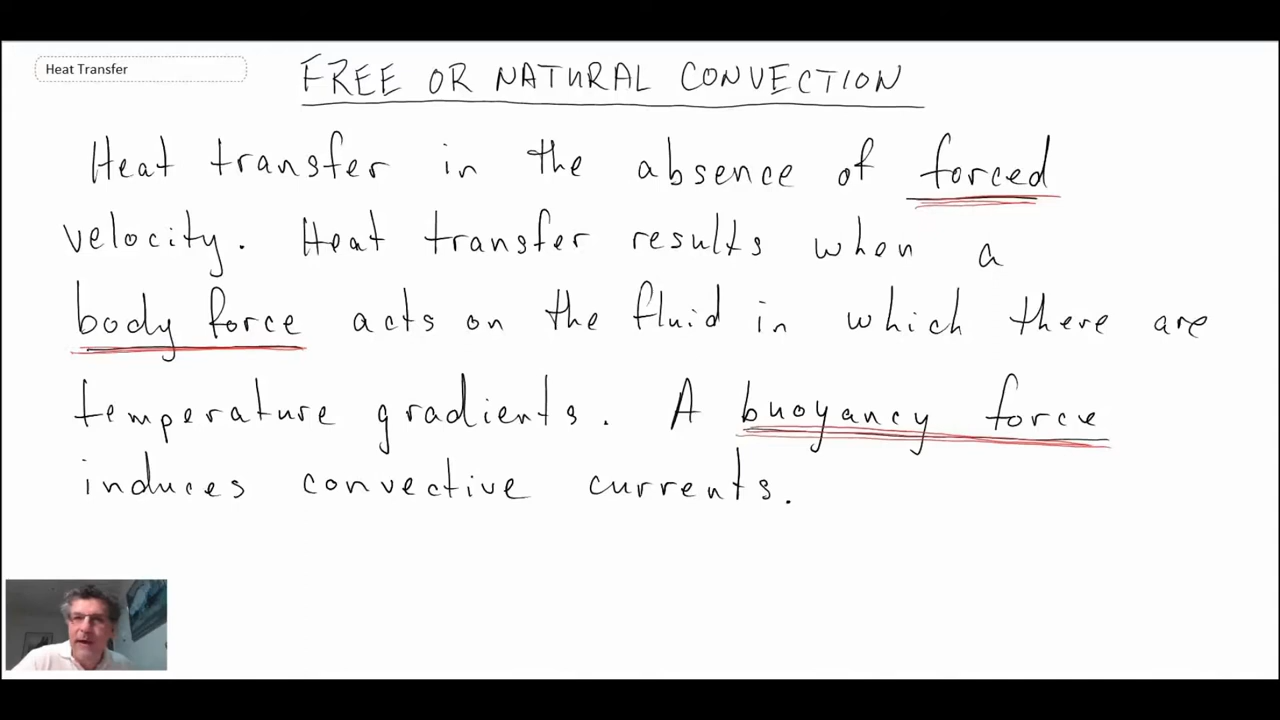 Heat Transfer
FREE OR NATURAL CONVECTION
Heat transfer in the absence of forced
velocity. Heat transfer results when a
body force acts on the fluid in which there are
temperature gradients. A buoyancy force
induces convective currents.